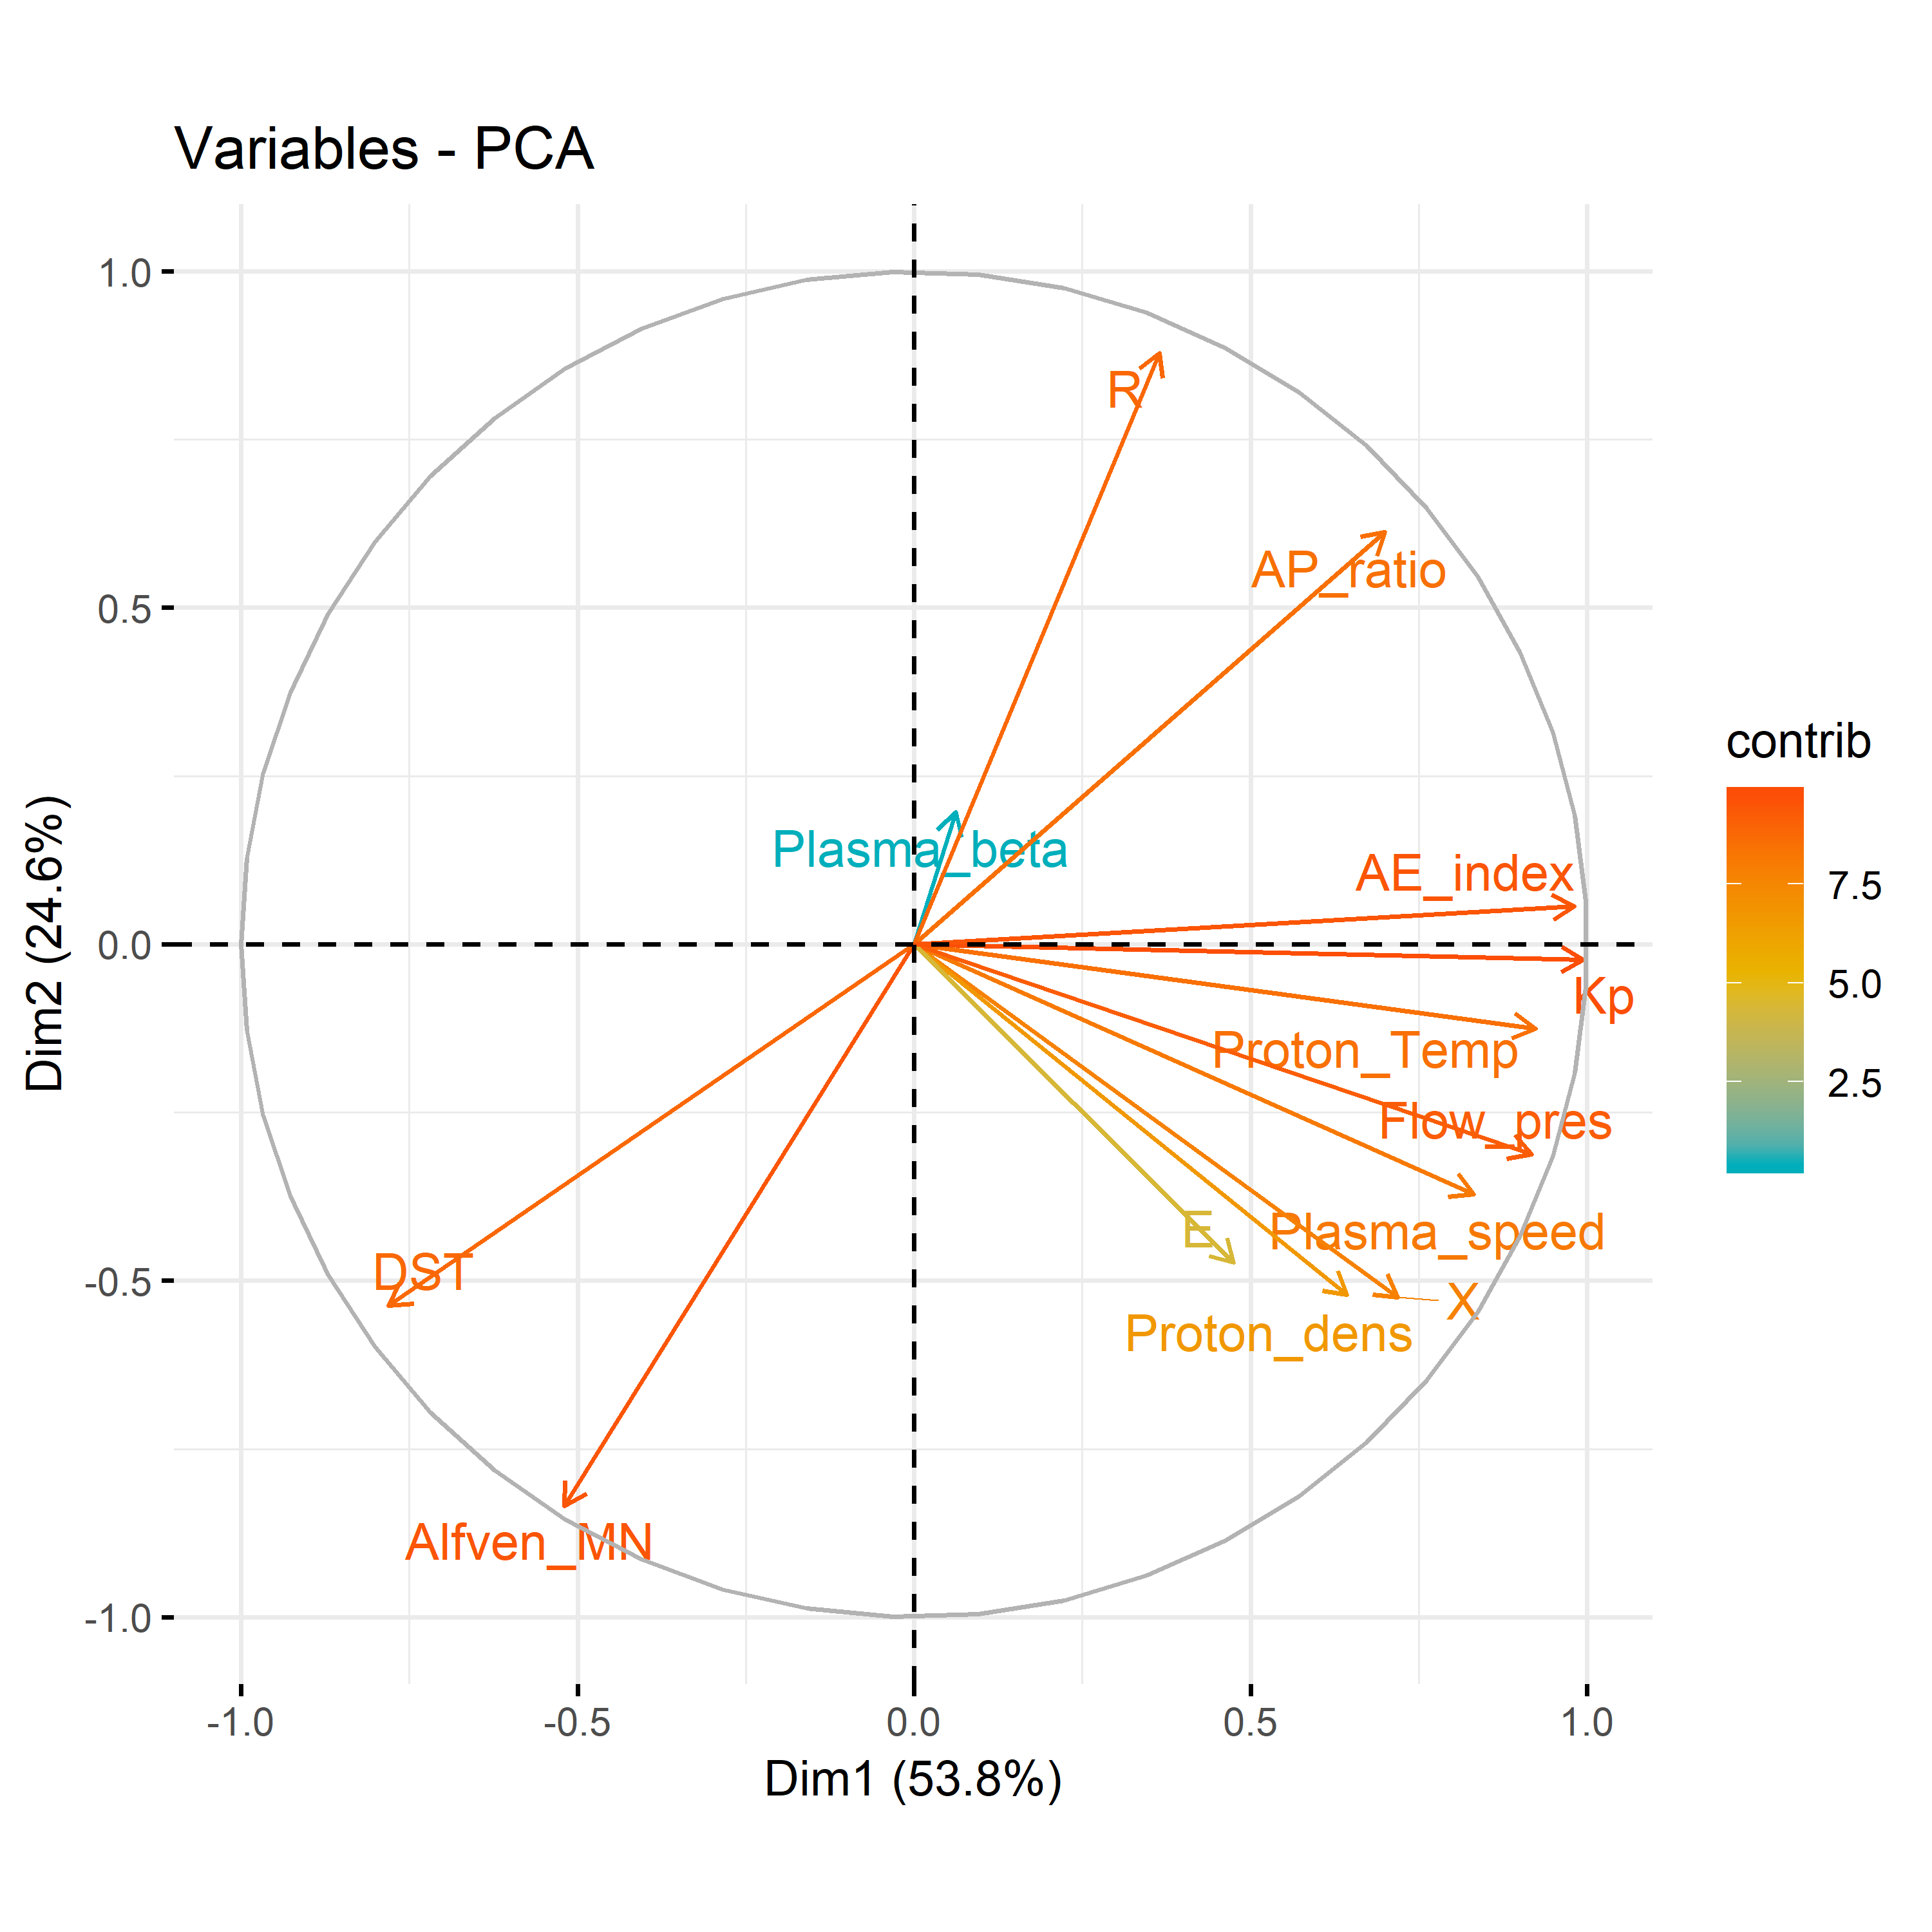 Variables - PCA
1.0
0.5
0.0
-0.5
-1.0
Dim2 (24.6%)
R
AP_ratio
Plasma_beta
AE_index
Kp
Proton_Temp
Flow_pres
E
Plasma_speed
DST
X
Proton_dens
Alfven_MN
-1.0
-0.5
0.0
0.5
1.0
Dim1 (53.8%)
contrib
7.5
5.0
2.5